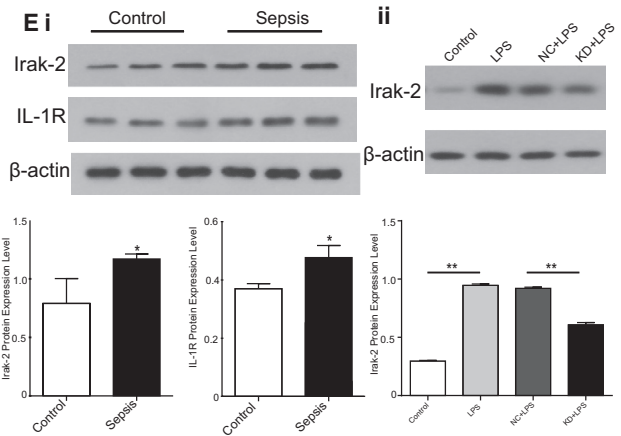 E i
Control
Sepsis
Irak-2
IL-1R
β-actin
ii
Control
LPS
NC+LPS
KD+LPS
Irak-2
β-actin
Irak-2 Protein Expression Level
1.5
1.0
0.5
0
*
Control
Sepsis
IL-1R Protein Expression Level
0.6
0.4
0.2
0
*
Control
Sepsis
Irak-2 Protein Expression Level
1.5
1.0
0.5
0
**
**
Control
LPS
NC+LPS
KD+LPS